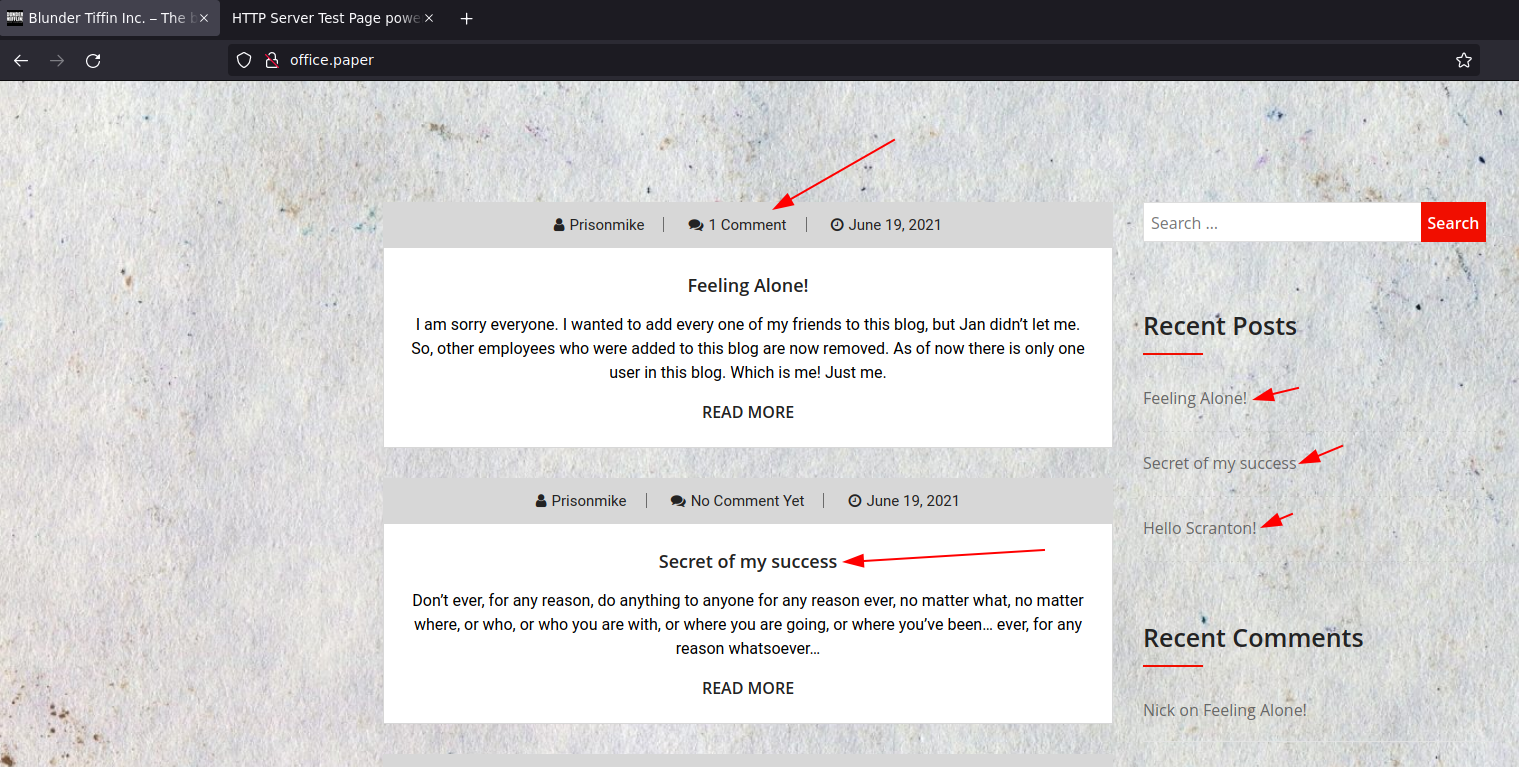 Blunder Tiffin Inc. – The b
HTTP Server Test Page powe
office.paper
Prisonmike
1 Comment
June 19, 2021
Feeling Alone!
I am sorry everyone. I wanted to add every one of my friends to this blog, but Jan didn’t let me.
So, other employees who were added to this blog are now removed. As of now there is only one
user in this blog. Which is me! Just me.
READ MORE
Prisonmike
No Comment Yet
June 19, 2021
Secret of my success
Don’t ever, for any reason, do anything to anyone for any reason ever, no matter what, no matter
where, or who, or who you are with, or where you are going, or where you’ve been… ever, for any
reason whatsoever…
READ MORE
Search …
Search
Recent Posts
Feeling Alone!
Secret of my success
Hello Scranton!
Recent Comments
Nick on Feeling Alone!